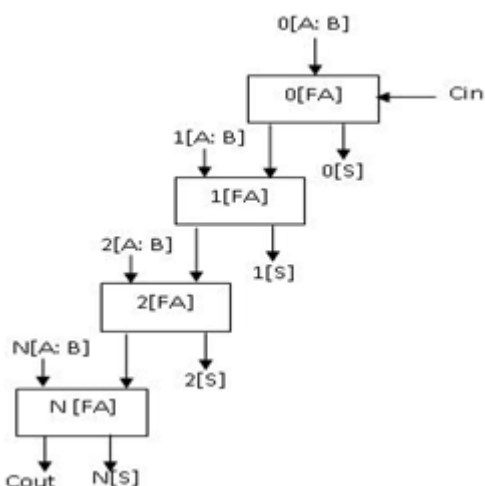 0[A: B]
0[FA]
Cin
1[A: B]
0[S]
1[FA]
2[A: B]
1[S]
2[FA]
N[A: B]
2[S]
N [FA]
Cout
N[S]